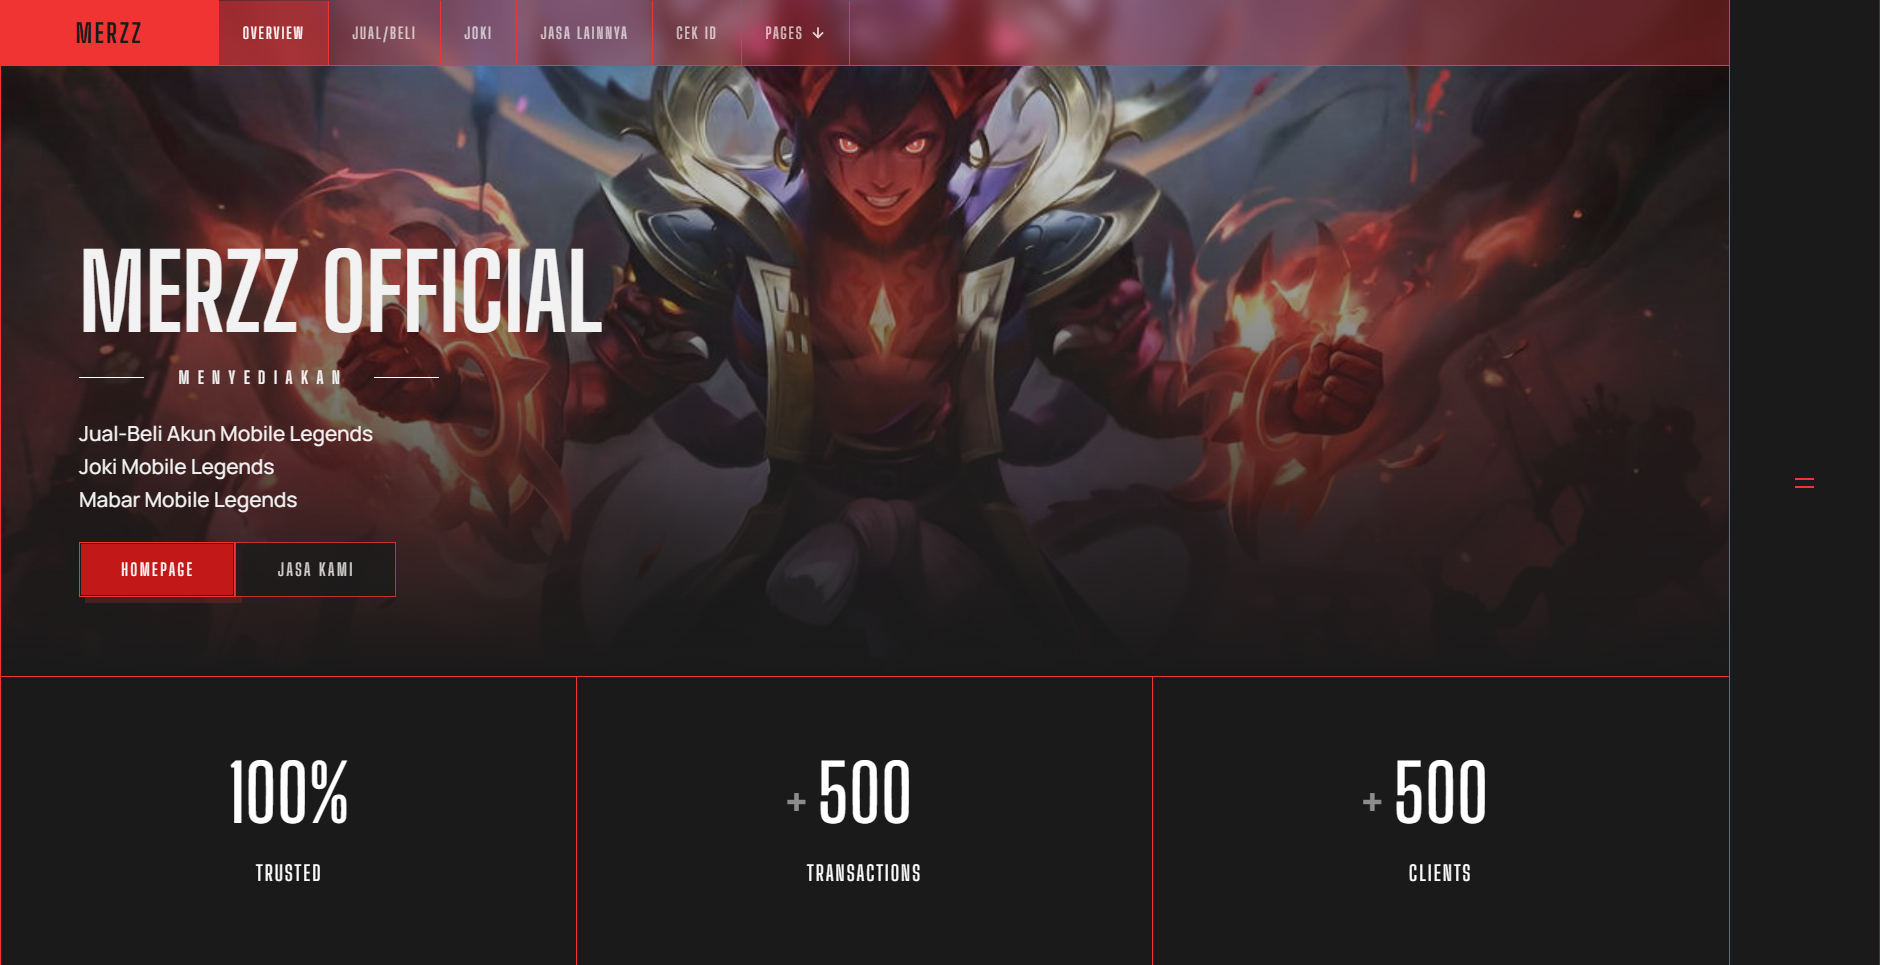 MERZZ
OVERVIEW
JUAL/BELI
JOKI
JASA LAINNYA
CEK ID
PAGES
MERZZ OFFICIAL
MENYEDIAKAN
Jual-Beli Akun Mobile Legends
Joki Mobile Legends
Mabar Mobile Legends
HOMEPAGE
JASA KAMI
100%
TRUSTED
+ 500
TRANSACTIONS
+ 500
CLIENTS